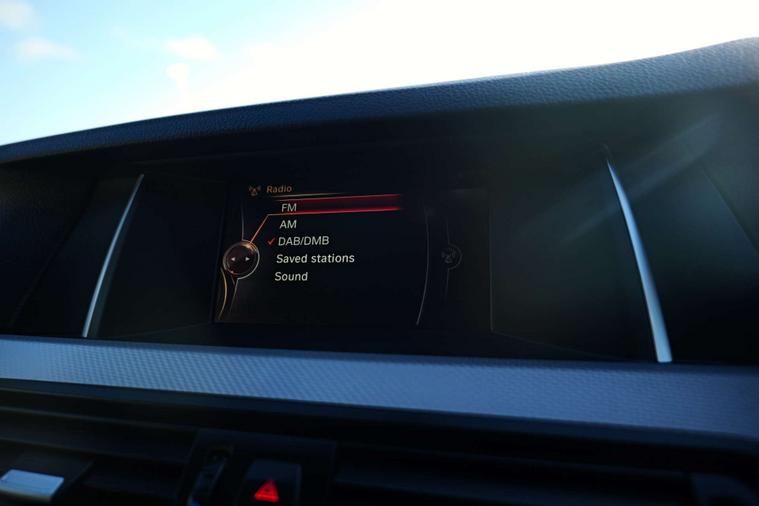 Radio
FM
AM
DAB/DMB
Saved stations
Sound